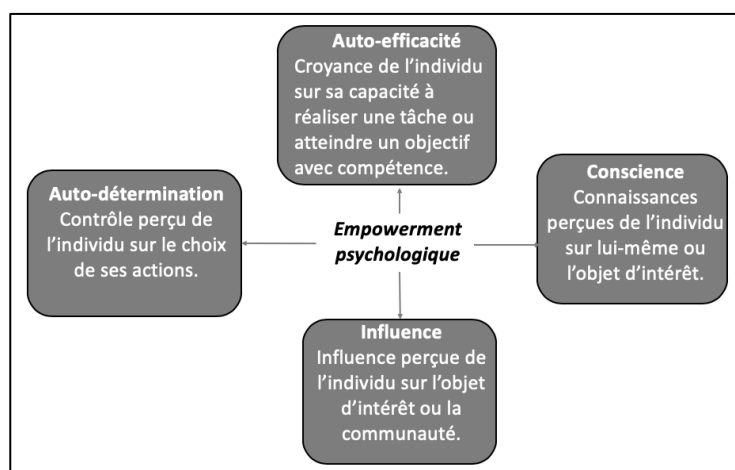 Auto-efficacité
Croyance de l'individu
sur sa capacité à
réaliser une tâche ou
atteindre un objectif
avec compétence.
Auto-détermination
Contrôle perçu de
l'individu sur le choix
de ses actions.
Empowerment
psychologique
Conscience
Connaissances
perçues de l'individu
sur lui-même ou
l'objet d'intérêt.
Influence
Influence perçue de
l'individu sur l'objet
d'intérêt ou la
communauté.